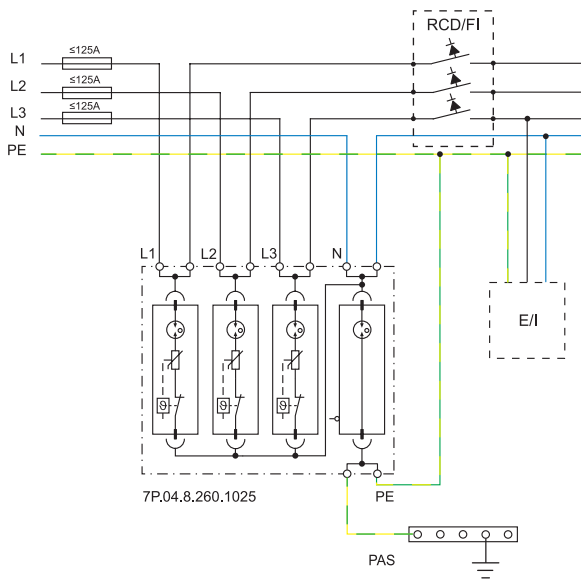 RCD/FI
≤125A
L1
≤125A
L2
≤125A
L3
N
PE
L1
L2
L3
N
E/I
ϑ
ϑ
ϑ
7P.04.8.260.1025
PE
PAS